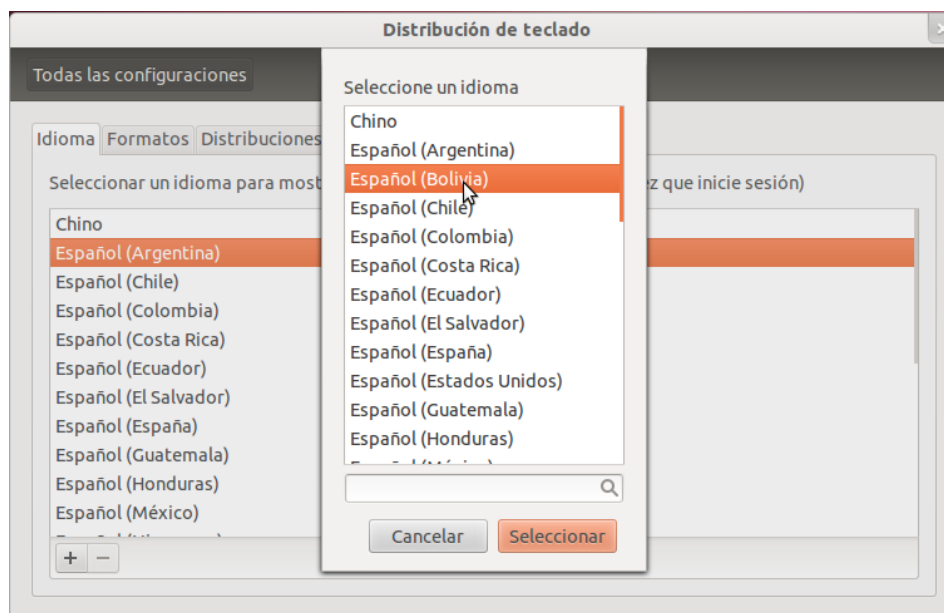 Distribución de teclado
Todas las configuraciones
Idioma Formatos Distribuciones
Seleccionar un idioma para most
ez que inicie sesión)
Chino
Español (Argentina)
Español (Chile)
Español (Colombia)
Español (Costa Rica)
Español (Ecuador)
Español (El Salvador)
Español (España)
Español (Guatemala)
Español (Honduras)
Español (México)
+ −
Seleccione un idioma
Chino
Español (Argentina)
Español (Bolivia)
Español (Chile)
Español (Colombia)
Español (Costa Rica)
Español (Ecuador)
Español (El Salvador)
Español (España)
Español (Estados Unidos)
Español (Guatemala)
Español (Honduras)
Cancelar Seleccionar